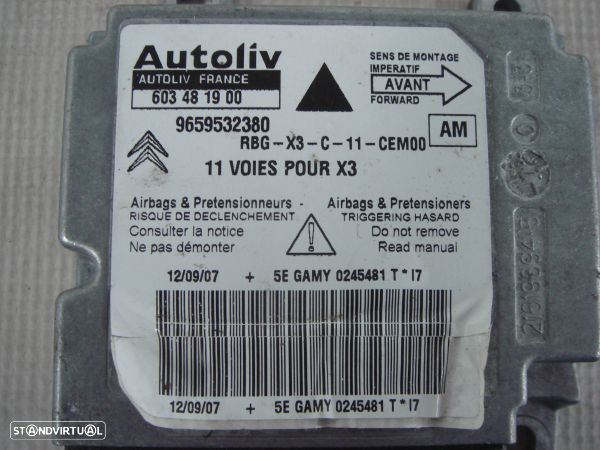 Autoliv
AUTOLIV FRANCE
603 48 19 00
SENS DE MONTAGE
IMPERATIF
AVANT
FORWARD
9659532380
RBG-X3-C-11-CEM00
AM
11 VOIES POUR X3
Airbags & Pretensionneurs -
RISQUE DE DECLENCHEMENT
Consulter la notice
Ne pas démonter
Airbags & Pretensioners
TRIGGERING HASARD
Do not remove
Read manual
12/09/07 + 5E GAMY 0245481 T * I7
12/09/07 + 5E GAMY 0245481 T * I7
STANDVIRTUAL